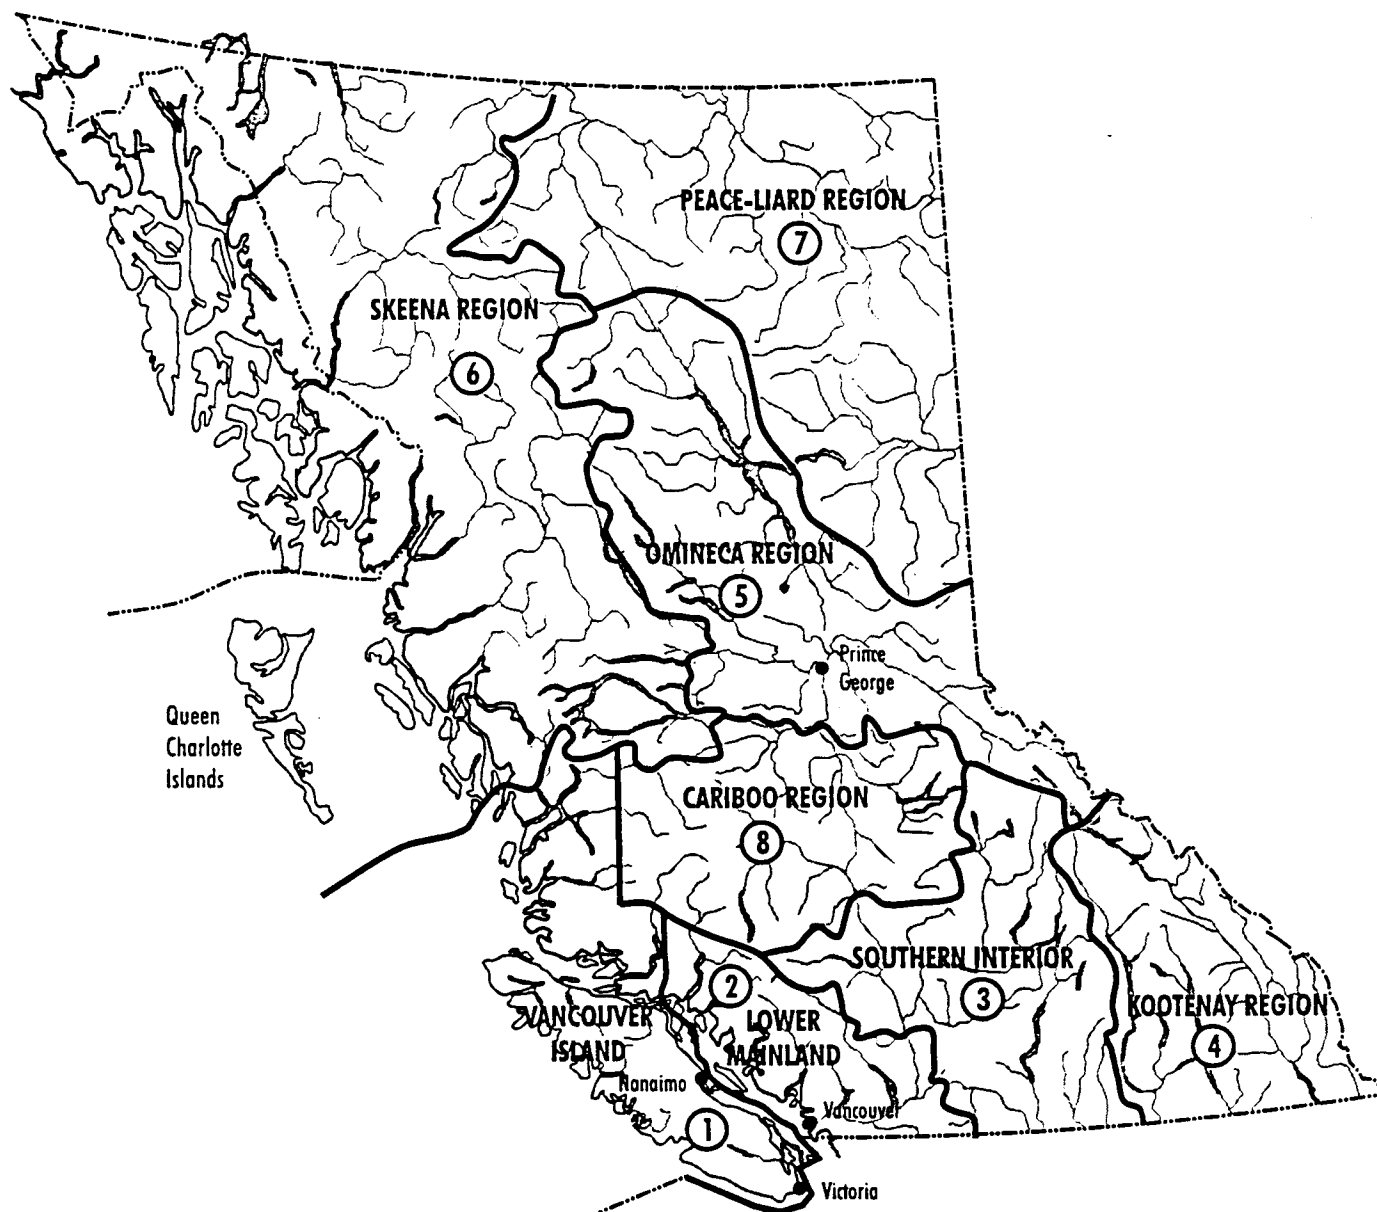 PEACE-LIARD REGION
7
SKEENA REGION
6
OMINECA REGION
5
Prince
George
Queen
Charlotte
Islands
CARIBOO REGION
8
SOUTHERN INTERIOR
3
2
VANCOUVER
ISLAND
LOWER
MAINLAND
KOOTENAY REGION
4
Nanaimo
Vancouver
1
Victoria